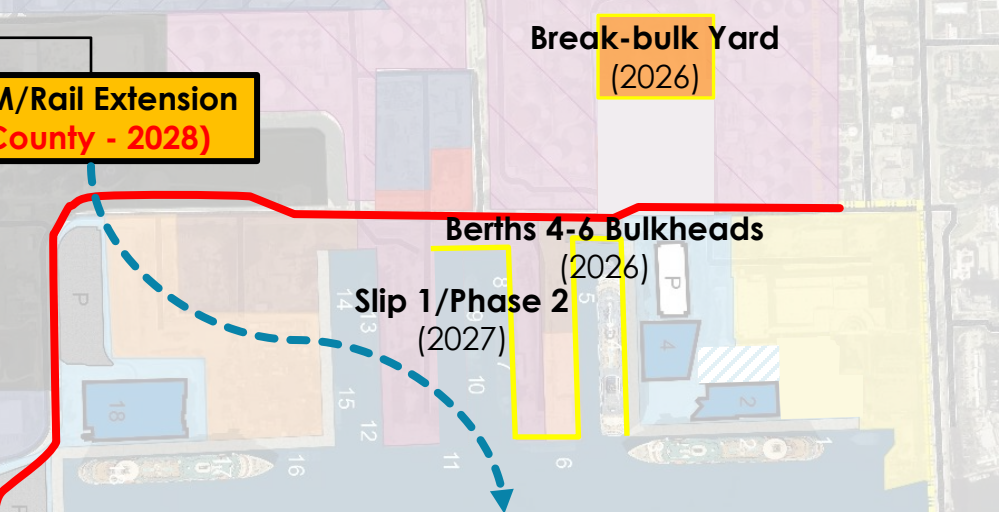 Break-bulk Yard
(2026)
M/Rail Extension
County - 2028)
Berths 4-6 Bulkheads
(2026)
Slip 1/Phase 2
(2027)
P
P
14
13
8
9
7
5
4
10
15
12
18
2
1
11
16
6
P